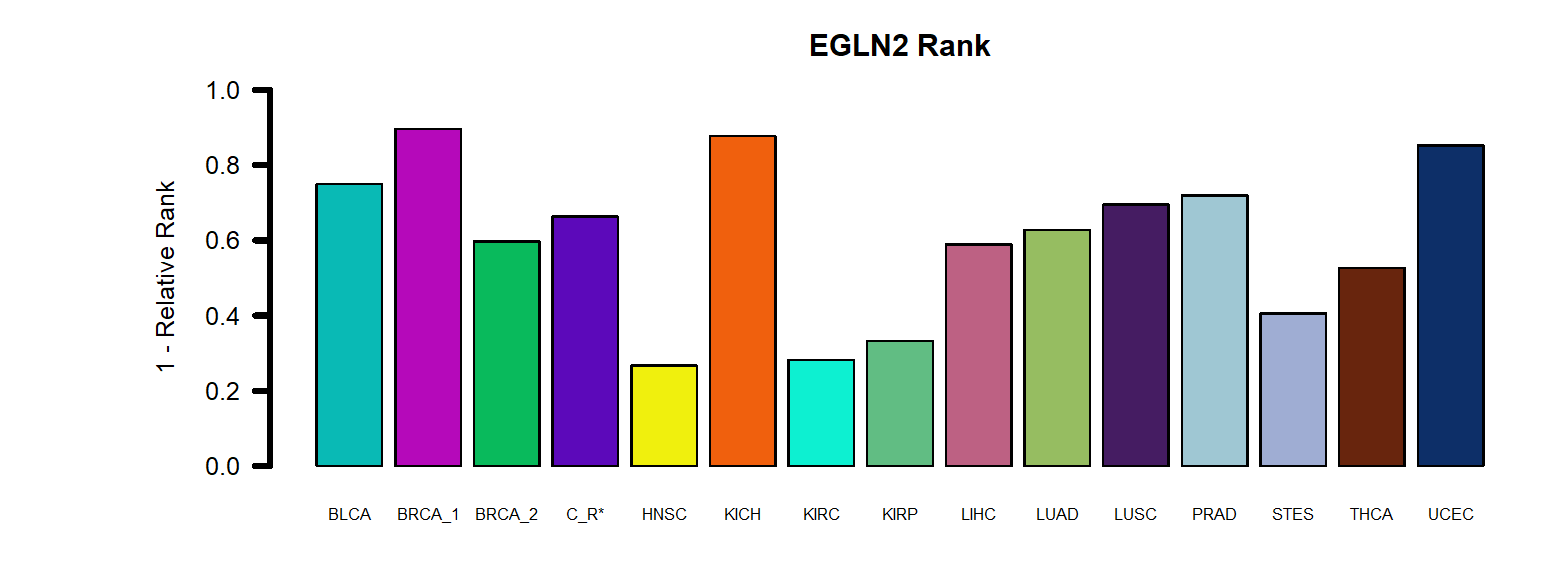 EGLN2 Rank
1 - Relative Rank
1.0
0.8
0.6
0.4
0.2
0.0
BLCA BRCA_1 BRCA_2 C_R* HNSC KICH KIRC KIRP LIHC LUAD LUSC PRAD STES THCA UCEC